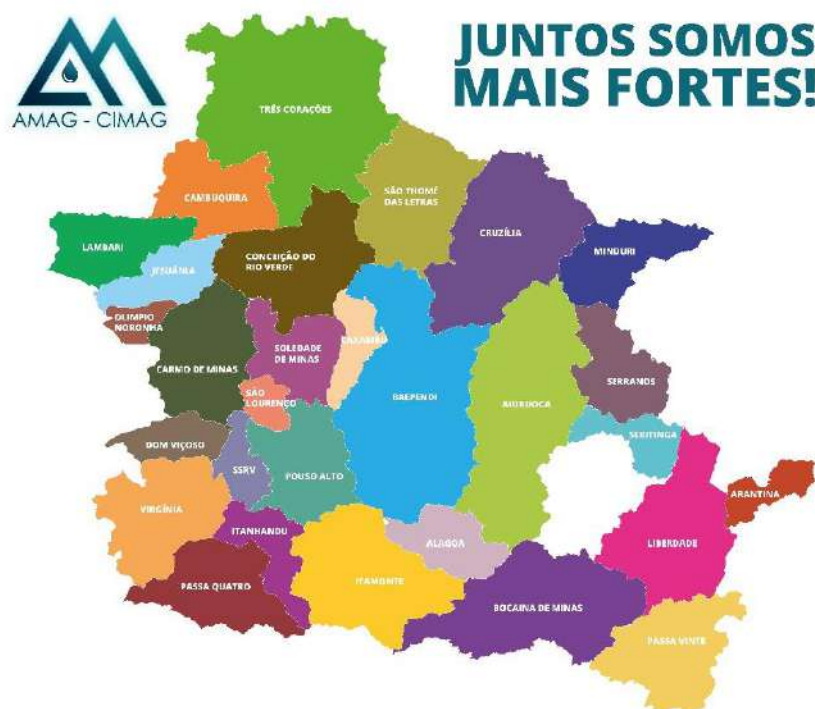 JUNTOS SOMOS
MAIS FORTES!
AMAG - CIMAG
TRÊS CORAÇÕES
CAMBUQUIRA
SÃO THOMÉ
DAS LETRAS
CRUZÍLIA
MINDURI
LAMBARI
JESUÂNIA
CONCEIÇÃO DO
RIO VERDE
OLIMPIO
NORONHA
CARMO DE MINAS
SOLEDADE
DE MINAS
CAXAMBU
SÃO
LOURENÇO
BAEPENDI
AIURUOCA
SERRANOS
SERITINGA
DOM VIÇOSO
SSRV
POUSO ALTO
VIRGÍNIA
ITANHANDU
ALAGOA
LIBERDADE
ARANTINA
PASSA QUATRO
ITAMONTE
BOCAINA DE MINAS
PASSA VINTE